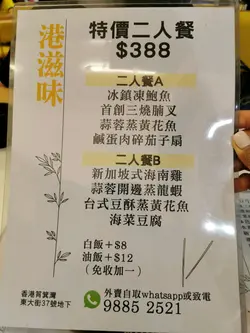 港滋味
特價二人餐
$388
二人餐A
冰鎮凍鮑魚
首創三燒腩叉
蒜蓉蒸黃花魚
鹹蛋肉碎茄子扇
二人餐B
新加坡式海南雞
蒜蓉開邊蒸龍蝦
台式豆酥蒸黃花魚
海菜豆腐
白飯+$8
油飯+$12
(免收加一)
香港筲箕灣
東大街37號地下
外賣自取whatsapp或致電
9885 2521